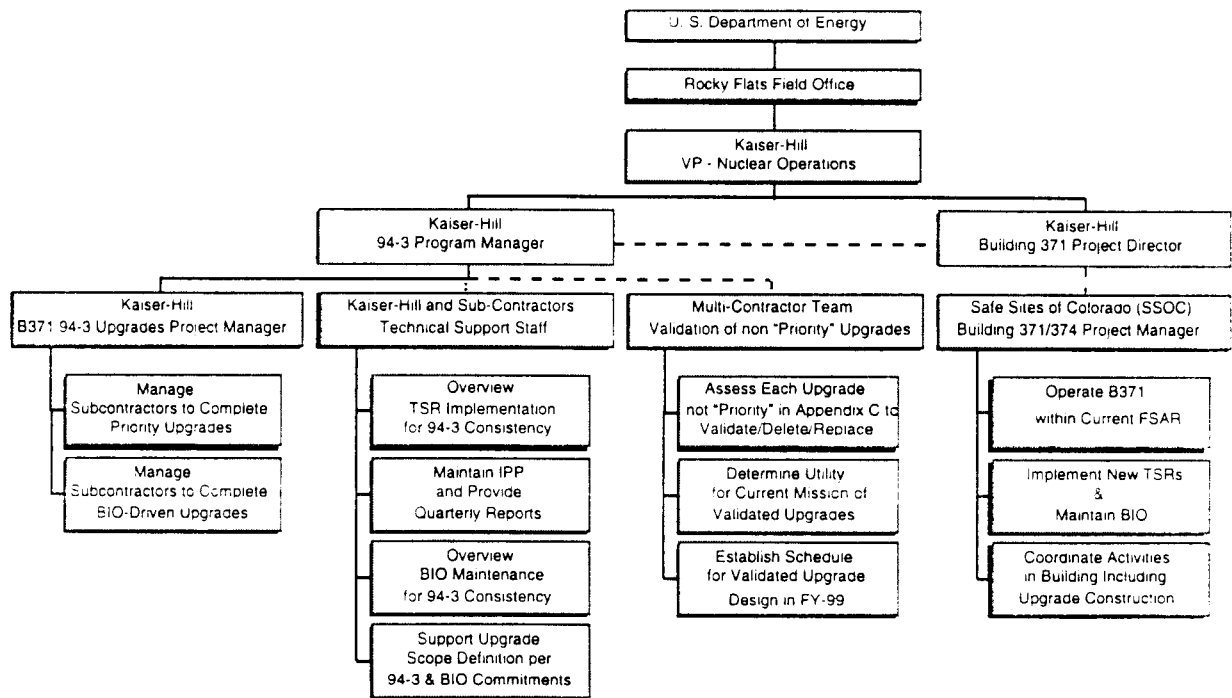 U. S. Department of Energy
Rocky Flats Field Office
Kaiser-Hill
VP - Nuclear Operations
Kaiser-Hill
94-3 Program Manager
Kaiser-Hill
Building 371 Project Director
Kaiser-Hill
B371 94-3 Upgrades Project Manager
Manage
Subcontractors to Complete
Priority Upgrades
Manage
Subcontractors to Complete
BIO-Driven Upgrades
Kaiser-Hill and Sub-Contractors
Technical Support Staff
Overview
TSR Implementation
for 94-3 Consistency
Maintain IPP
and Provide
Quarterly Reports
Overview
BIO Maintenance
for 94-3 Consistency
Support Upgrade
Scope Definition per
94-3 & BIO Commitments
Multi-Contractor Team
Validation of non "Priority" Upgrades
Assess Each Upgrade
not "Priority" in Appendix C to
Validate/Delete/Replace
Determine Utility
for Current Mission of
Validated Upgrades
Establish Schedule
for Validated Upgrade
Design in FY-99
Safe Sites of Colorado (SSOC)
Building 371/374 Project Manager
Operate B371
within Current FSAR
Implement New TSRs
&
Maintain BIO
Coordinate Activities
in Building Including
Upgrade Construction